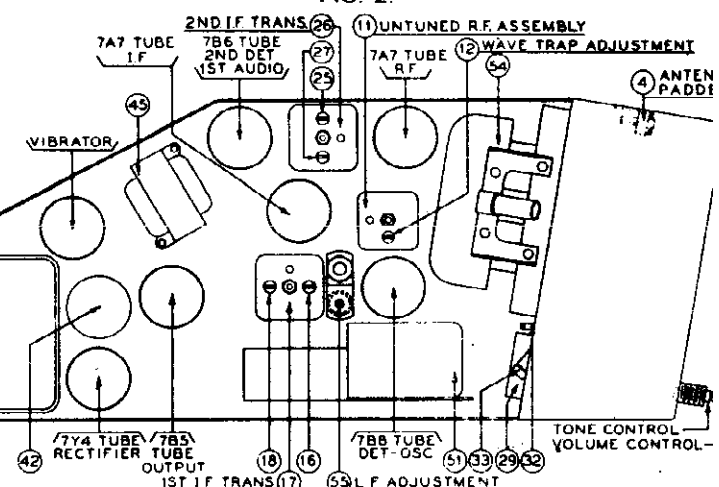 2ND I.F. TRANS. 26
11 UNTUNED R.F. ASSEMBLY
7A7 TUBE
I.F
7B6 TUBE
2ND DET
1ST AUDIO
27
25
7A7 TUBE
R.F
12 WAVE TRAP ADJUSTMENT
54
4 ANTEN
PADDE
45
VIBRATOR
TONE CONTROL
VOLUME CONTROL
42
7Y4 TUBE
RECTIFIER
7B5
TUBE
OUTPUT
18
16
1ST I.F TRANS 17
55 L.F ADJUSTMENT
7B8 TUBE
DET-OSC
51
33
29
32